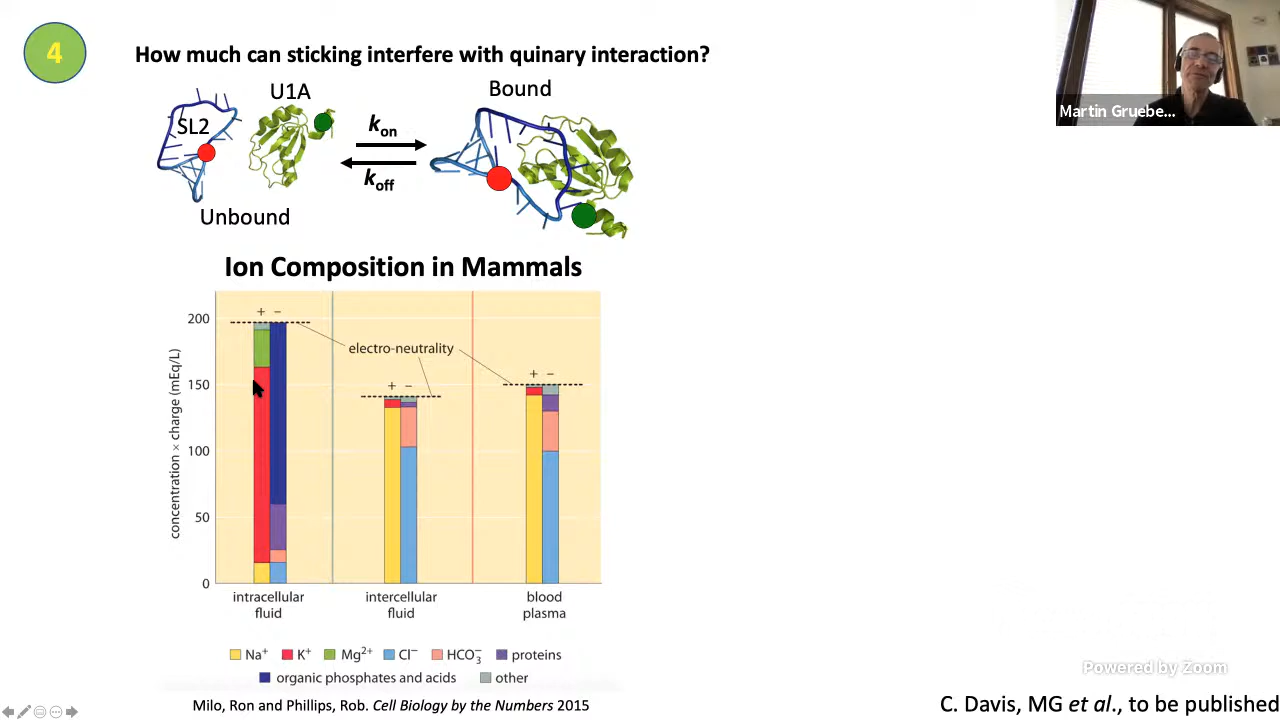 4
How much can sticking interfere with quinary interaction?
SL2
U1A
Unbound
kon
koff
Bound
Martin Gruebe...
Ion Composition in Mammals
concentration × charge (mEq/L)
200
150
100
50
0
+ −
+ −
+ −
electro-neutrality
intracellular
fluid
intercellular
fluid
blood
plasma
Na⁺ K⁺ Mg²⁺ Cl⁻ HCO₃⁻ proteins
organic phosphates and acids other
Milo, Ron and Phillips, Rob. Cell Biology by the Numbers 2015
Powered by Zoom
C. Davis, MG et al., to be published